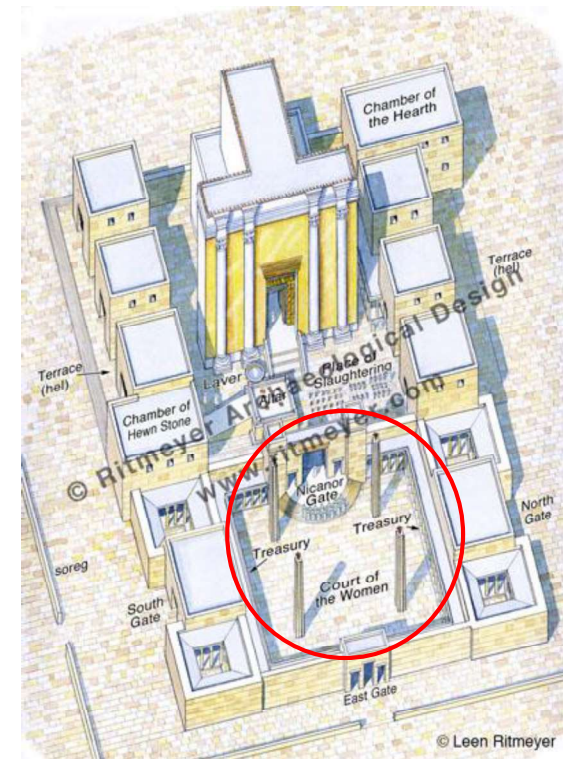 Chamber of
the Hearth
Terrace
(hel)
Terrace
(hel)
Laver
Altar
Place of
Slaughtering
Chamber of
Hewn Stone
© Ritmeyer Archaeological Design
www.ritmeyer.com
Nicanor
Gate
Treasury
Treasury
North
Gate
soreg
Court of
the Women
South
Gate
East Gate
© Leen Ritmeyer